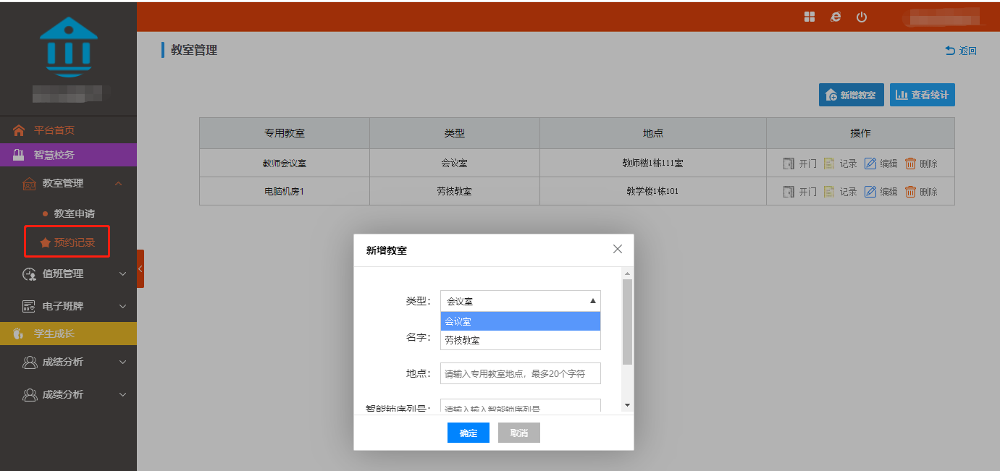 教室管理
返回
新增教室
查看统计
专用教室 类型 地点 操作
教师会议室 会议室 教师楼1栋111室 开门 记录 编辑 删除
电脑机房1 劳技教室 教学楼1栋101 开门 记录 编辑 删除
平台首页
智慧校务
教室管理
教室申请
预约记录
值班管理
电子班牌
学生成长
成绩分析
成绩分析
新增教室
类型： 会议室
会议室
劳技教室
名字：
地点： 请输入专用教室地点，最多20个字符
智能锁序列号： 请输入输入智能锁序列号
确定 取消